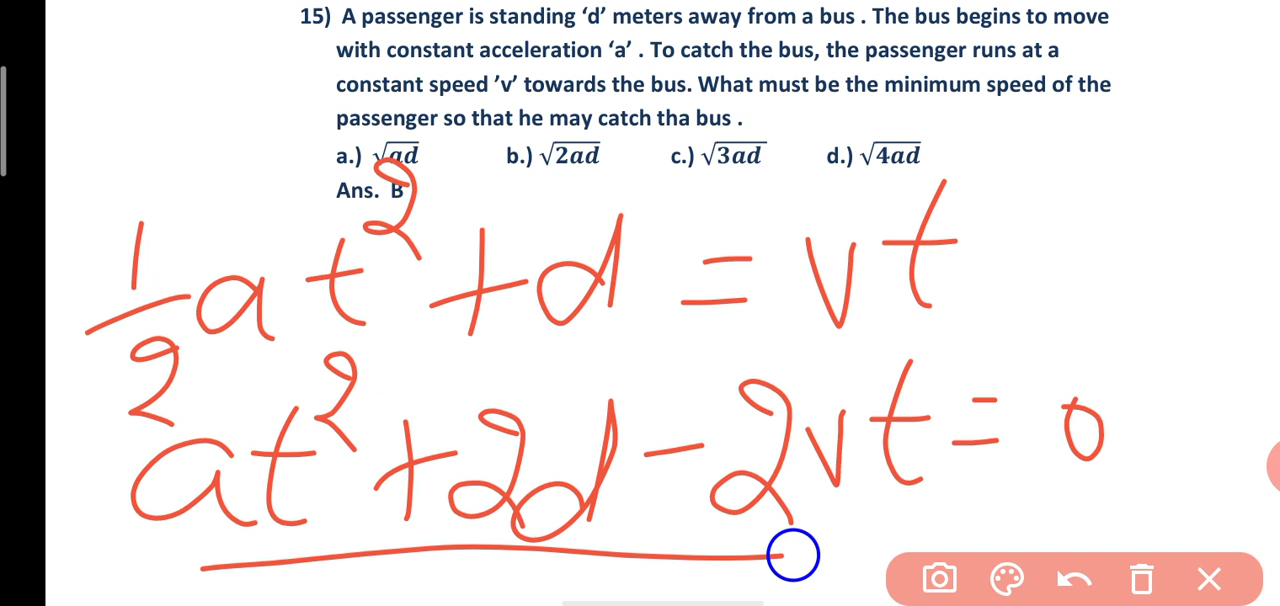 15) A passenger is standing ‘d’ meters away from a bus . The bus begins to move
with constant acceleration ‘a’ . To catch the bus, the passenger runs at a
constant speed ’v’ towards the bus. What must be the minimum speed of the
passenger so that he may catch tha bus .
a.) √ad b.) √2ad c.) √3ad d.) √4ad
Ans. B
1/2 at² + d = vt
at² + 2d - 2vt = 0